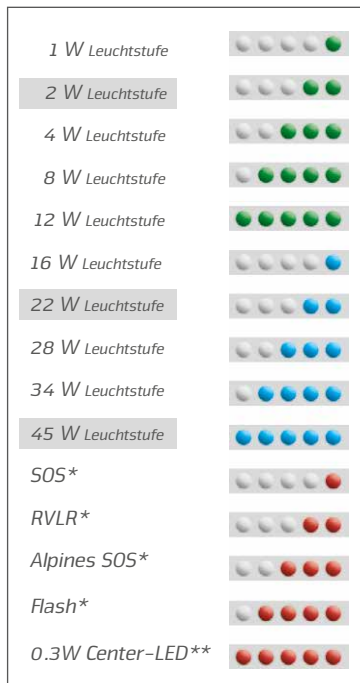 1 W Leuchtstufe
2 W Leuchtstufe
4 W Leuchtstufe
8 W Leuchtstufe
12 W Leuchtstufe
16 W Leuchtstufe
22 W Leuchtstufe
28 W Leuchtstufe
34 W Leuchtstufe
45 W Leuchtstufe
SOS*
RVLR*
Alpines SOS*
Flash*
0.3W Center-LED**